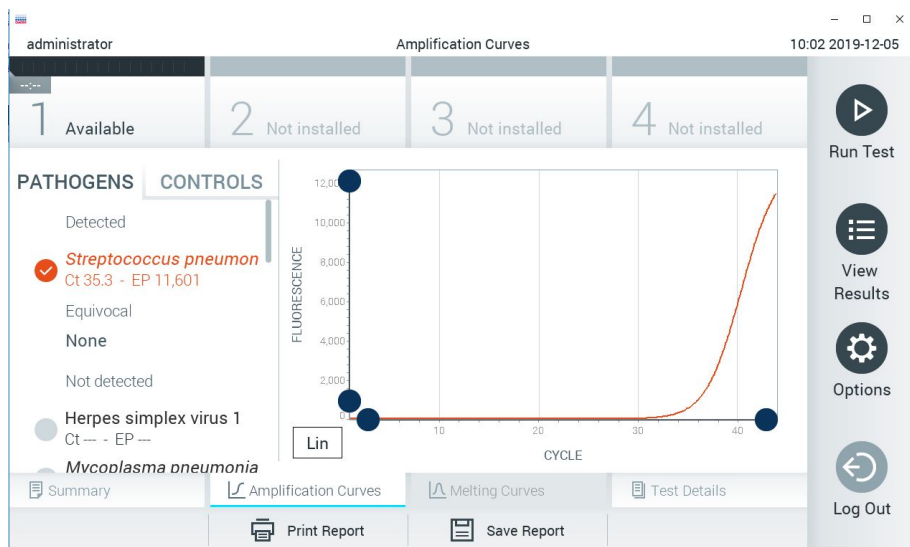 administrator
Amplification Curves
10:02 2019-12-05
--:--
1 Available
2 Not installed
3 Not installed
4 Not installed
Run Test
View
Results
Options
Log Out
PATHOGENS
CONTROLS
Detected
Streptococcus pneumon
Ct 35.3 - EP 11,601
Equivocal
None
Not detected
Herpes simplex virus 1
Ct --- - EP ---
Mycoplasma pneumonia
FLUORESCENCE
12,00
10,000
8,000
6,000
4,000
2,000
0
10
20
30
40
CYCLE
Lin
Summary
Amplification Curves
Melting Curves
Test Details
Print Report
Save Report